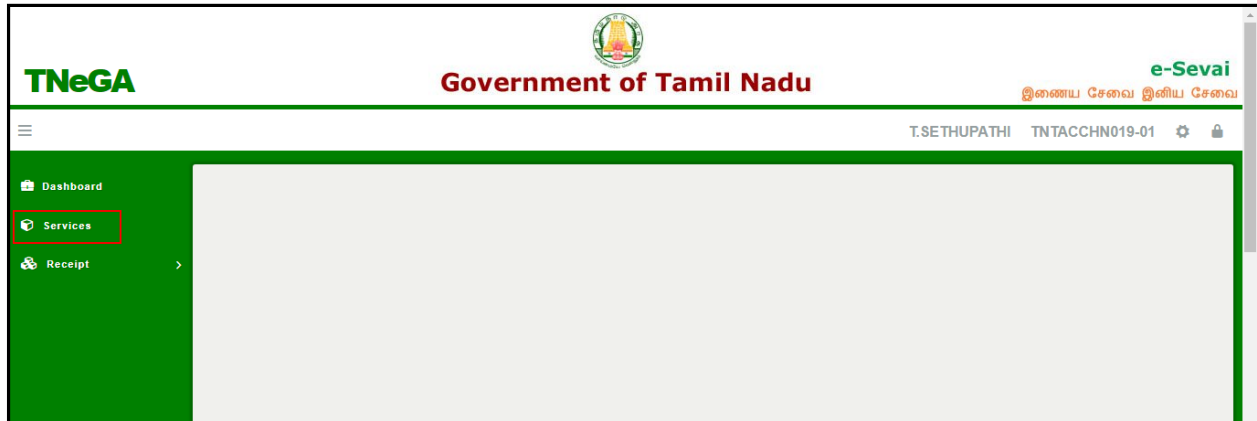 TNeGA
Government of Tamil Nadu
e-Sevai
இணைய சேவை இனிய சேவை
T.SETHUPATHI TNTACCHN019-01
Dashboard
Services
Receipt